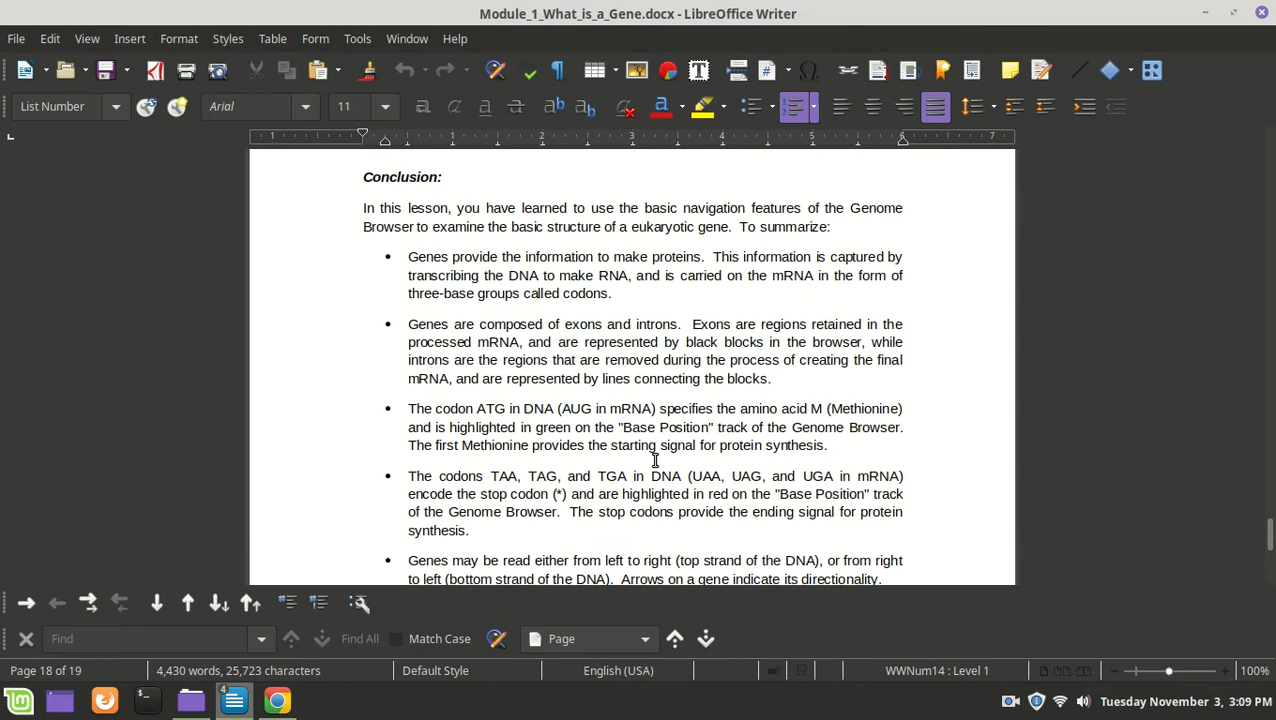 Module_1_What_is_a_Gene.docx - LibreOffice Writer
File Edit View Insert Format Styles Table Form Tools Window Help
List Number Arial 11
1 1 2 3 4 5 6 7
Conclusion:
In this lesson, you have learned to use the basic navigation features of the Genome
Browser to examine the basic structure of a eukaryotic gene. To summarize:
• Genes provide the information to make proteins. This information is captured by
transcribing the DNA to make RNA, and is carried on the mRNA in the form of
three-base groups called codons.
• Genes are composed of exons and introns. Exons are regions retained in the
processed mRNA, and are represented by black blocks in the browser, while
introns are the regions that are removed during the process of creating the final
mRNA, and are represented by lines connecting the blocks.
• The codon ATG in DNA (AUG in mRNA) specifies the amino acid M (Methionine)
and is highlighted in green on the "Base Position" track of the Genome Browser.
The first Methionine provides the starting signal for protein synthesis.
• The codons TAA, TAG, and TGA in DNA (UAA, UAG, and UGA in mRNA)
encode the stop codon (*) and are highlighted in red on the "Base Position" track
of the Genome Browser. The stop codons provide the ending signal for protein
synthesis.
• Genes may be read either from left to right (top strand of the DNA), or from right
to left (bottom strand of the DNA). Arrows on a gene indicate its directionality.
Find Find All Match Case Page
Page 18 of 19 4,430 words, 25,723 characters Default Style English (USA) WWNum14 : Level 1 100%
4 Tuesday November 3, 3:09 PM